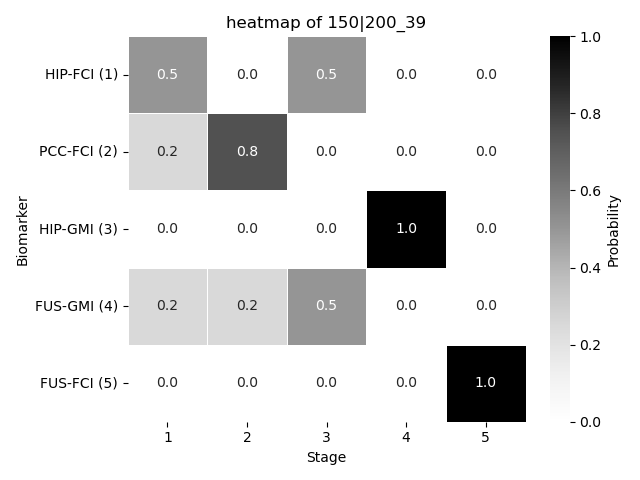 heatmap of 150|200_39
HIP-FCI (1) 0.5 0.0 0.5 0.0 0.0
PCC-FCI (2) 0.2 0.8 0.0 0.0 0.0
HIP-GMI (3) 0.0 0.0 0.0 1.0 0.0
FUS-GMI (4) 0.2 0.2 0.5 0.0 0.0
FUS-FCI (5) 0.0 0.0 0.0 0.0 1.0
1 2 3 4 5
Stage
Biomarker
1.0
0.8
0.6
0.4
0.2
0.0
Probability